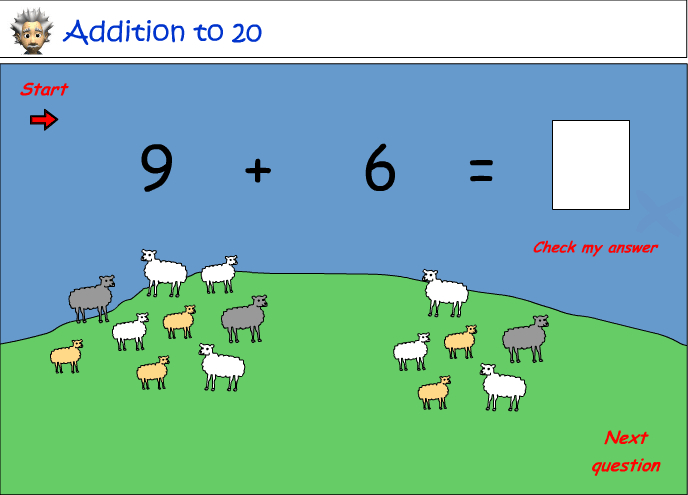 Addition to 20
Start
9 + 6 =
Check my answer
Next
question